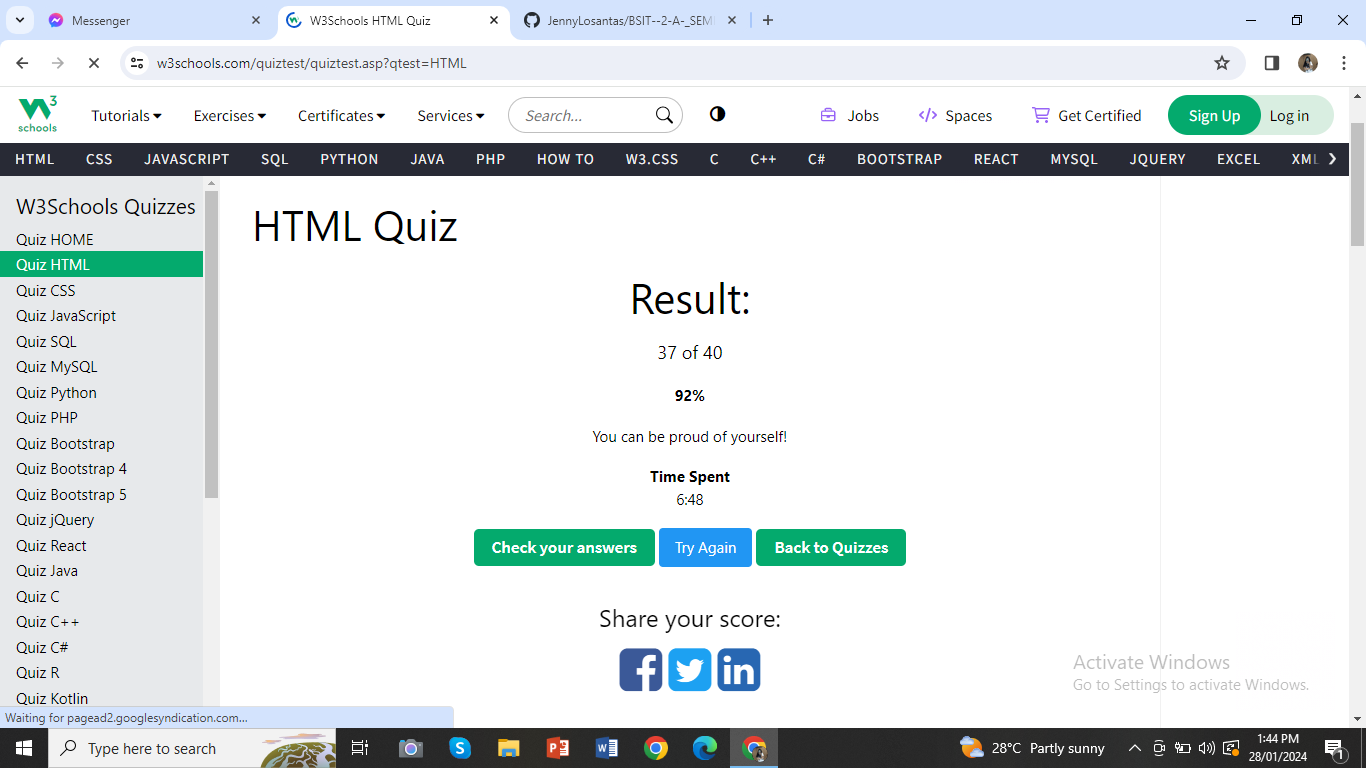 Messenger
W3Schools HTML Quiz
JennyLosantas/BSIT--2-A-_SEM
w3schools.com/quiztest/quiztest.asp?qtest=HTML
W3 schools
Tutorials
Exercises
Certificates
Services
Search...
Jobs
Spaces
Get Certified
Sign Up
Log in
HTML CSS JAVASCRIPT SQL PYTHON JAVA PHP HOW TO W3.CSS C C++ C# BOOTSTRAP REACT MYSQL JQUERY EXCEL XML
W3Schools Quizzes
Quiz HOME
Quiz HTML
Quiz CSS
Quiz JavaScript
Quiz SQL
Quiz MySQL
Quiz Python
Quiz PHP
Quiz Bootstrap
Quiz Bootstrap 4
Quiz Bootstrap 5
Quiz jQuery
Quiz React
Quiz Java
Quiz C
Quiz C++
Quiz C#
Quiz R
Quiz Kotlin
HTML Quiz
Result:
37 of 40
92%
You can be proud of yourself!
Time Spent
6:48
Check your answers
Try Again
Back to Quizzes
Share your score:
Activate Windows
Go to Settings to activate Windows.
Waiting for pagead2.googlesyndication.com...
Type here to search
28°C Partly sunny
1:44 PM
28/01/2024
1